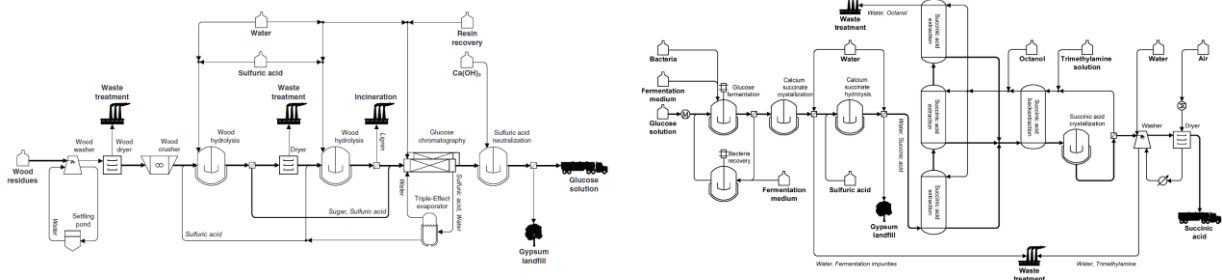 Water
Resin
recovery
Sulfuric acid
Ca(OH)₂
Waste
treatment
Waste
treatment
Incineration
Wood
washer
Wood
dryer
Wood
crusher
Wood
hydrolysis
Dryer
Wood
hydrolysis
Lignin
Glucose
chromatography
Sulfuric acid
neutralization
Wood
residues
Glucose
solution
Settling
pond
Water
Sugar, Sulfuric acid
Sulfuric acid
Water
Triple-Effect
evaporator
Sulfuric acid, Water
Gypsum
landfill
Waste
treatment
Water, Octanol
Succinic acid
extraction
Bacteria
Water
Octanol
Trimethylamine
solution
Water
Air
Fermentation
medium
Glucose
fermentation
Calcium
succinate
crystallization
Calcium
succinate
hydrolysis
Glucose
solution
M
Succinic acid
extraction
Succinic acid
backextraction
Succinic acid
crystallization
Washer
Dryer
Bacteria
recovery
Fermentation
medium
Sulfuric acid
Water, Succinic acid
Gypsum
landfill
Succinic acid
extraction
Succinic
acid
Water, Fermentation impurities
Waste
treatment
Water, Trimethylamine